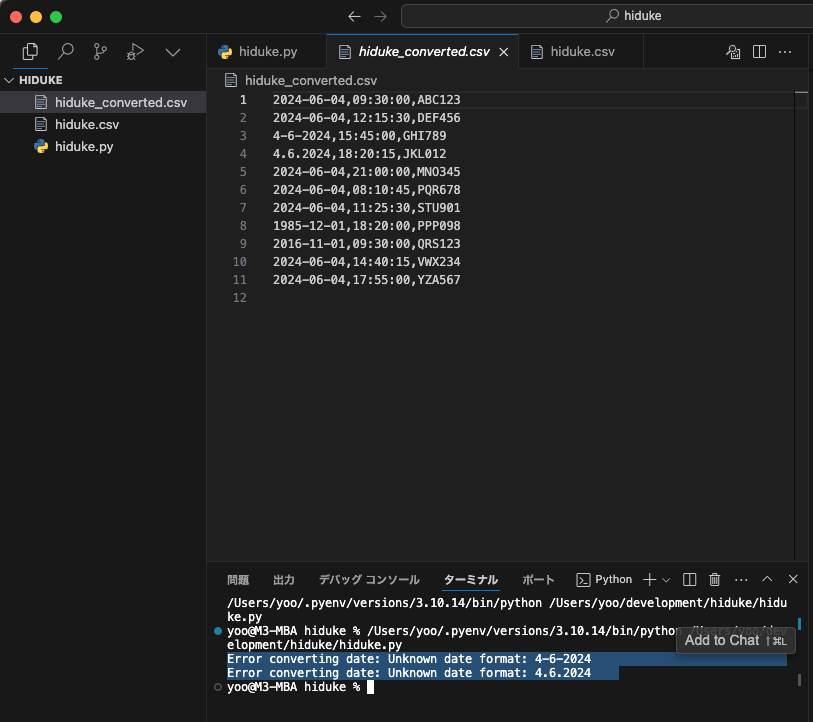 hiduke
hiduke.py
hiduke_converted.csv
hiduke.csv
HIDUKE
hiduke_converted.csv
hiduke.csv
hiduke.py
hiduke_converted.csv
1 2024-06-04,09:30:00,ABC123
2 2024-06-04,12:15:30,DEF456
3 4-6-2024,15:45:00,GHI789
4 4.6.2024,18:20:15,JKL012
5 2024-06-04,21:00:00,MNO345
6 2024-06-04,08:10:45,PQR678
7 2024-06-04,11:25:30,STU901
8 1985-12-01,18:20:00,PPP098
9 2016-11-01,09:30:00,QRS123
10 2024-06-04,14:40:15,VWX234
11 2024-06-04,17:55:00,YZA567
12
問題 出力 デバッグ コンソール ターミナル ポート Python
/Users/yoo/.pyenv/versions/3.10.14/bin/python /Users/yoo/development/hiduke/hidu
ke.py
yoo@M3-MBA hiduke % /Users/yoo/.pyenv/versions/3.10.14/bin/python /Users/yoo/dev
elopment/hiduke/hiduke.py
Add to Chat ⇧⌘L
Error converting date: Unknown date format: 4-6-2024
Error converting date: Unknown date format: 4.6.2024
yoo@M3-MBA hiduke %